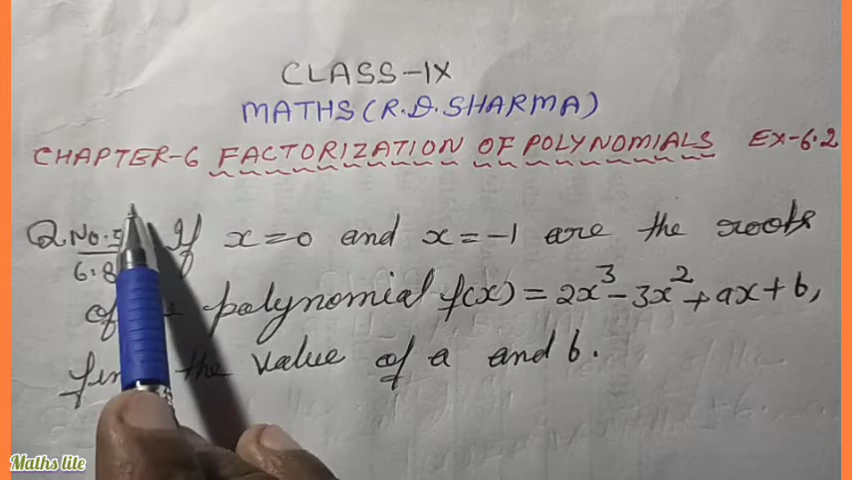 CLASS-IX
MATHS (R.D. SHARMA)
CHAPTER-6 FACTORIZATION OF POLYNOMIALS EX-6.2
Q.No. If x=0 and x=-1 are the roots
6.8
of polynomial f(x) = 2x³-3x²+ax+b,
the value of a and b.
Maths lite